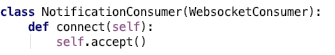 class NotificationConsumer(WebsocketConsumer):
    def connect(self):
        self.accept()